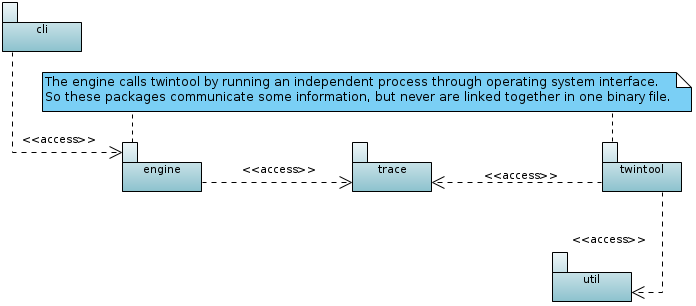 cli
The engine calls twintool by running an independent process through operating system interface.
So these packages communicate some information, but never are linked together in one binary file.
<<access>>
engine
<<access>>
trace
<<access>>
twintool
<<access>>
util